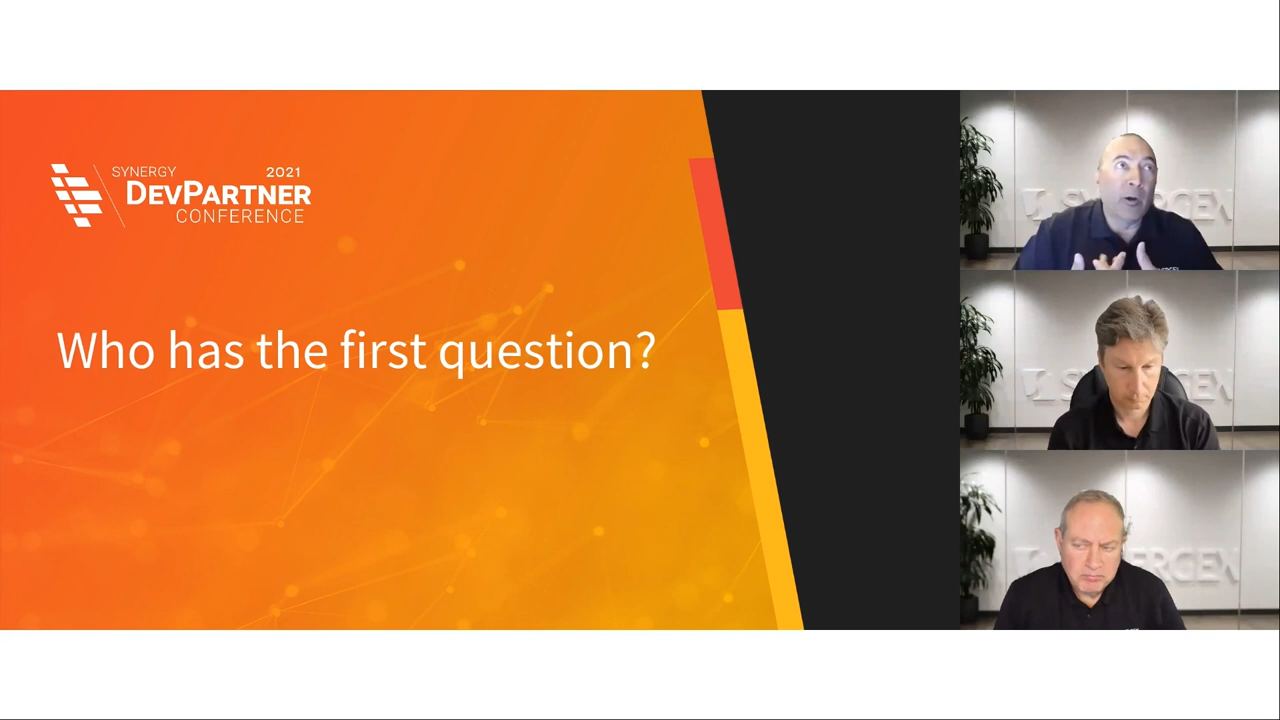 SYNERGY 2021
DEVPARTNER
CONFERENCE
Who has the first question?